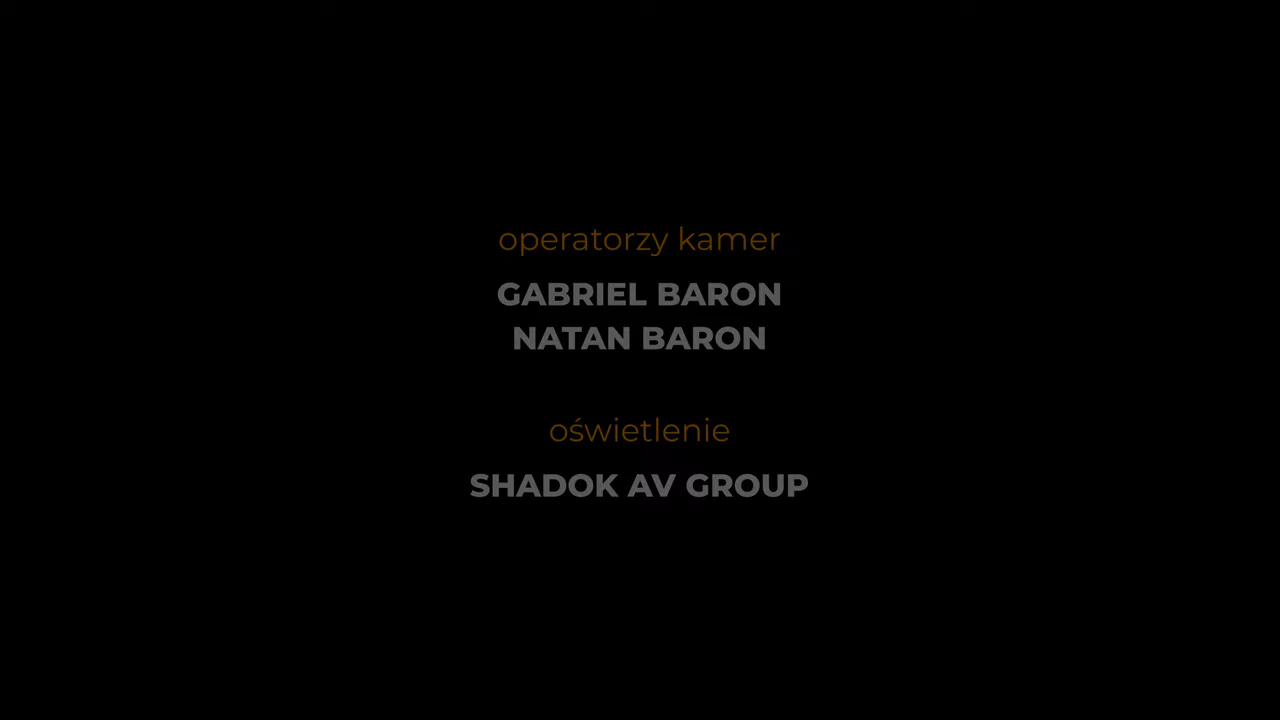 operatorzy kamer
GABRIEL BARON
NATAN BARON
oświetlenie
SHADOK AV GROUP